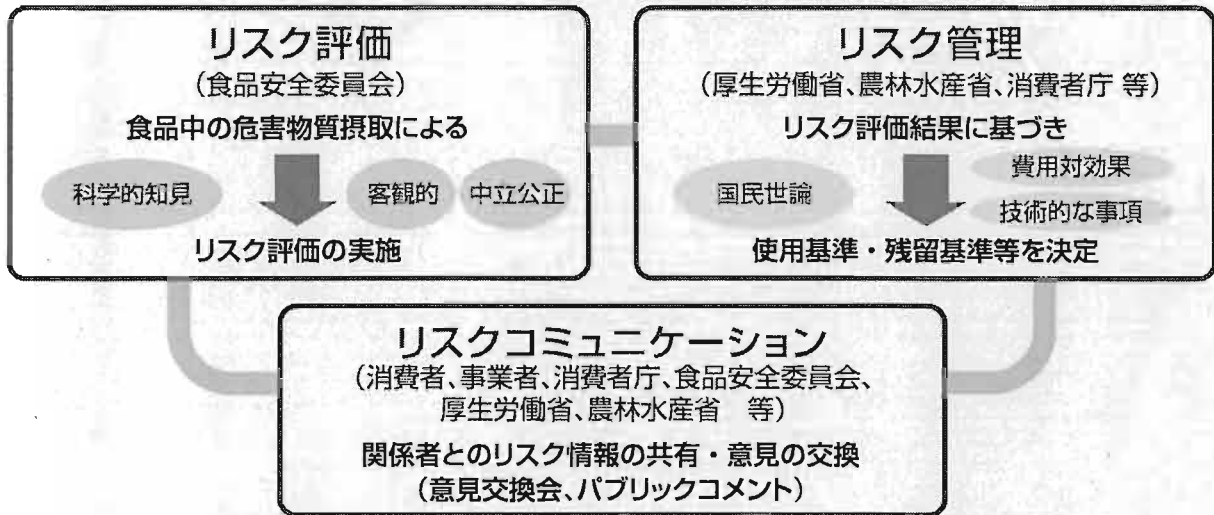 リスク評価
（食品安全委員会）
食品中の危害物質摂取による
科学的知見
客観的
中立公正
リスク評価の実施
リスク管理
（厚生労働省、農林水産省、消費者庁 等）
リスク評価結果に基づき
国民世論
費用対効果
技術的な事項
使用基準・残留基準等を決定
リスクコミュニケーション
（消費者、事業者、消費者庁、食品安全委員会、
厚生労働省、農林水産省　等）
関係者とのリスク情報の共有・意見の交換
（意見交換会、パブリックコメント）